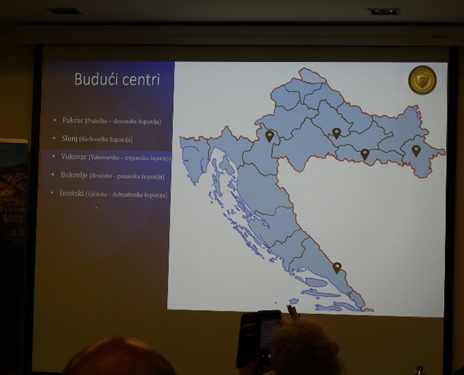 Budući centri
Pakrac (Požeško - slavonska županija)
Slunj (Karlovačka županija)
Vukovar (Vukovarsko - srijemska županija)
Bukovlje (Brodsko - posavska županija)
Imotski (Splitsko - dalmatinska županija)